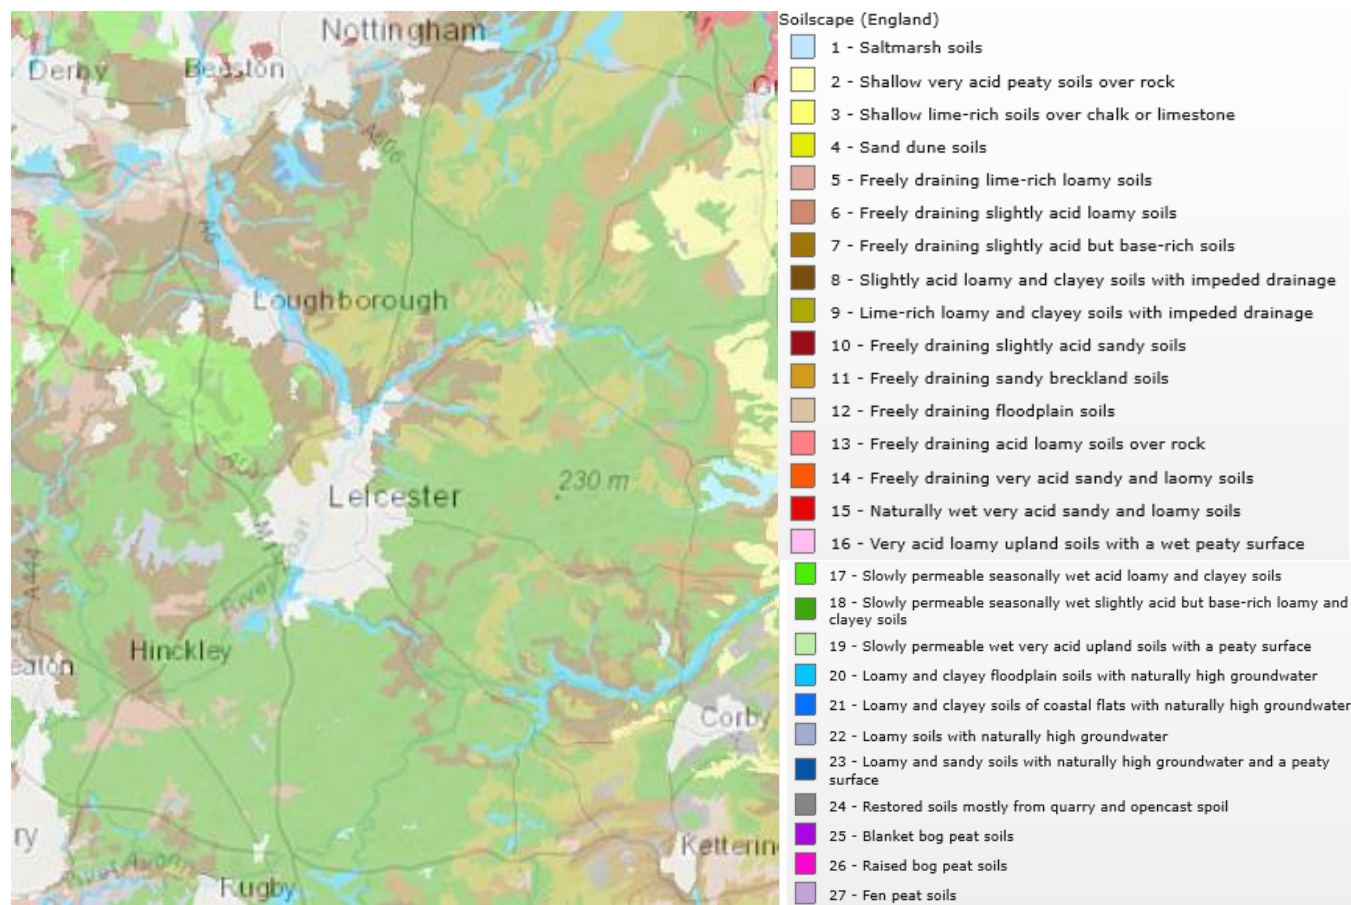 Nottingham
Derby
Beeston
A606
A6
Loughborough
230 m
Leicester
A444
River Soar
Hinckley
eaton
Corby
ry
River Avon
Rugby
Ketterin
Soilscape (England)
1 - Saltmarsh soils
2 - Shallow very acid peaty soils over rock
3 - Shallow lime-rich soils over chalk or limestone
4 - Sand dune soils
5 - Freely draining lime-rich loamy soils
6 - Freely draining slightly acid loamy soils
7 - Freely draining slightly acid but base-rich soils
8 - Slightly acid loamy and clayey soils with impeded drainage
9 - Lime-rich loamy and clayey soils with impeded drainage
10 - Freely draining slightly acid sandy soils
11 - Freely draining sandy breckland soils
12 - Freely draining floodplain soils
13 - Freely draining acid loamy soils over rock
14 - Freely draining very acid sandy and laomy soils
15 - Naturally wet very acid sandy and loamy soils
16 - Very acid loamy upland soils with a wet peaty surface
17 - Slowly permeable seasonally wet acid loamy and clayey soils
18 - Slowly permeable seasonally wet slightly acid but base-rich loamy and
clayey soils
19 - Slowly permeable wet very acid upland soils with a peaty surface
20 - Loamy and clayey floodplain soils with naturally high groundwater
21 - Loamy and clayey soils of coastal flats with naturally high groundwater
22 - Loamy soils with naturally high groundwater
23 - Loamy and sandy soils with naturally high groundwater and a peaty
surface
24 - Restored soils mostly from quarry and opencast spoil
25 - Blanket bog peat soils
26 - Raised bog peat soils
27 - Fen peat soils